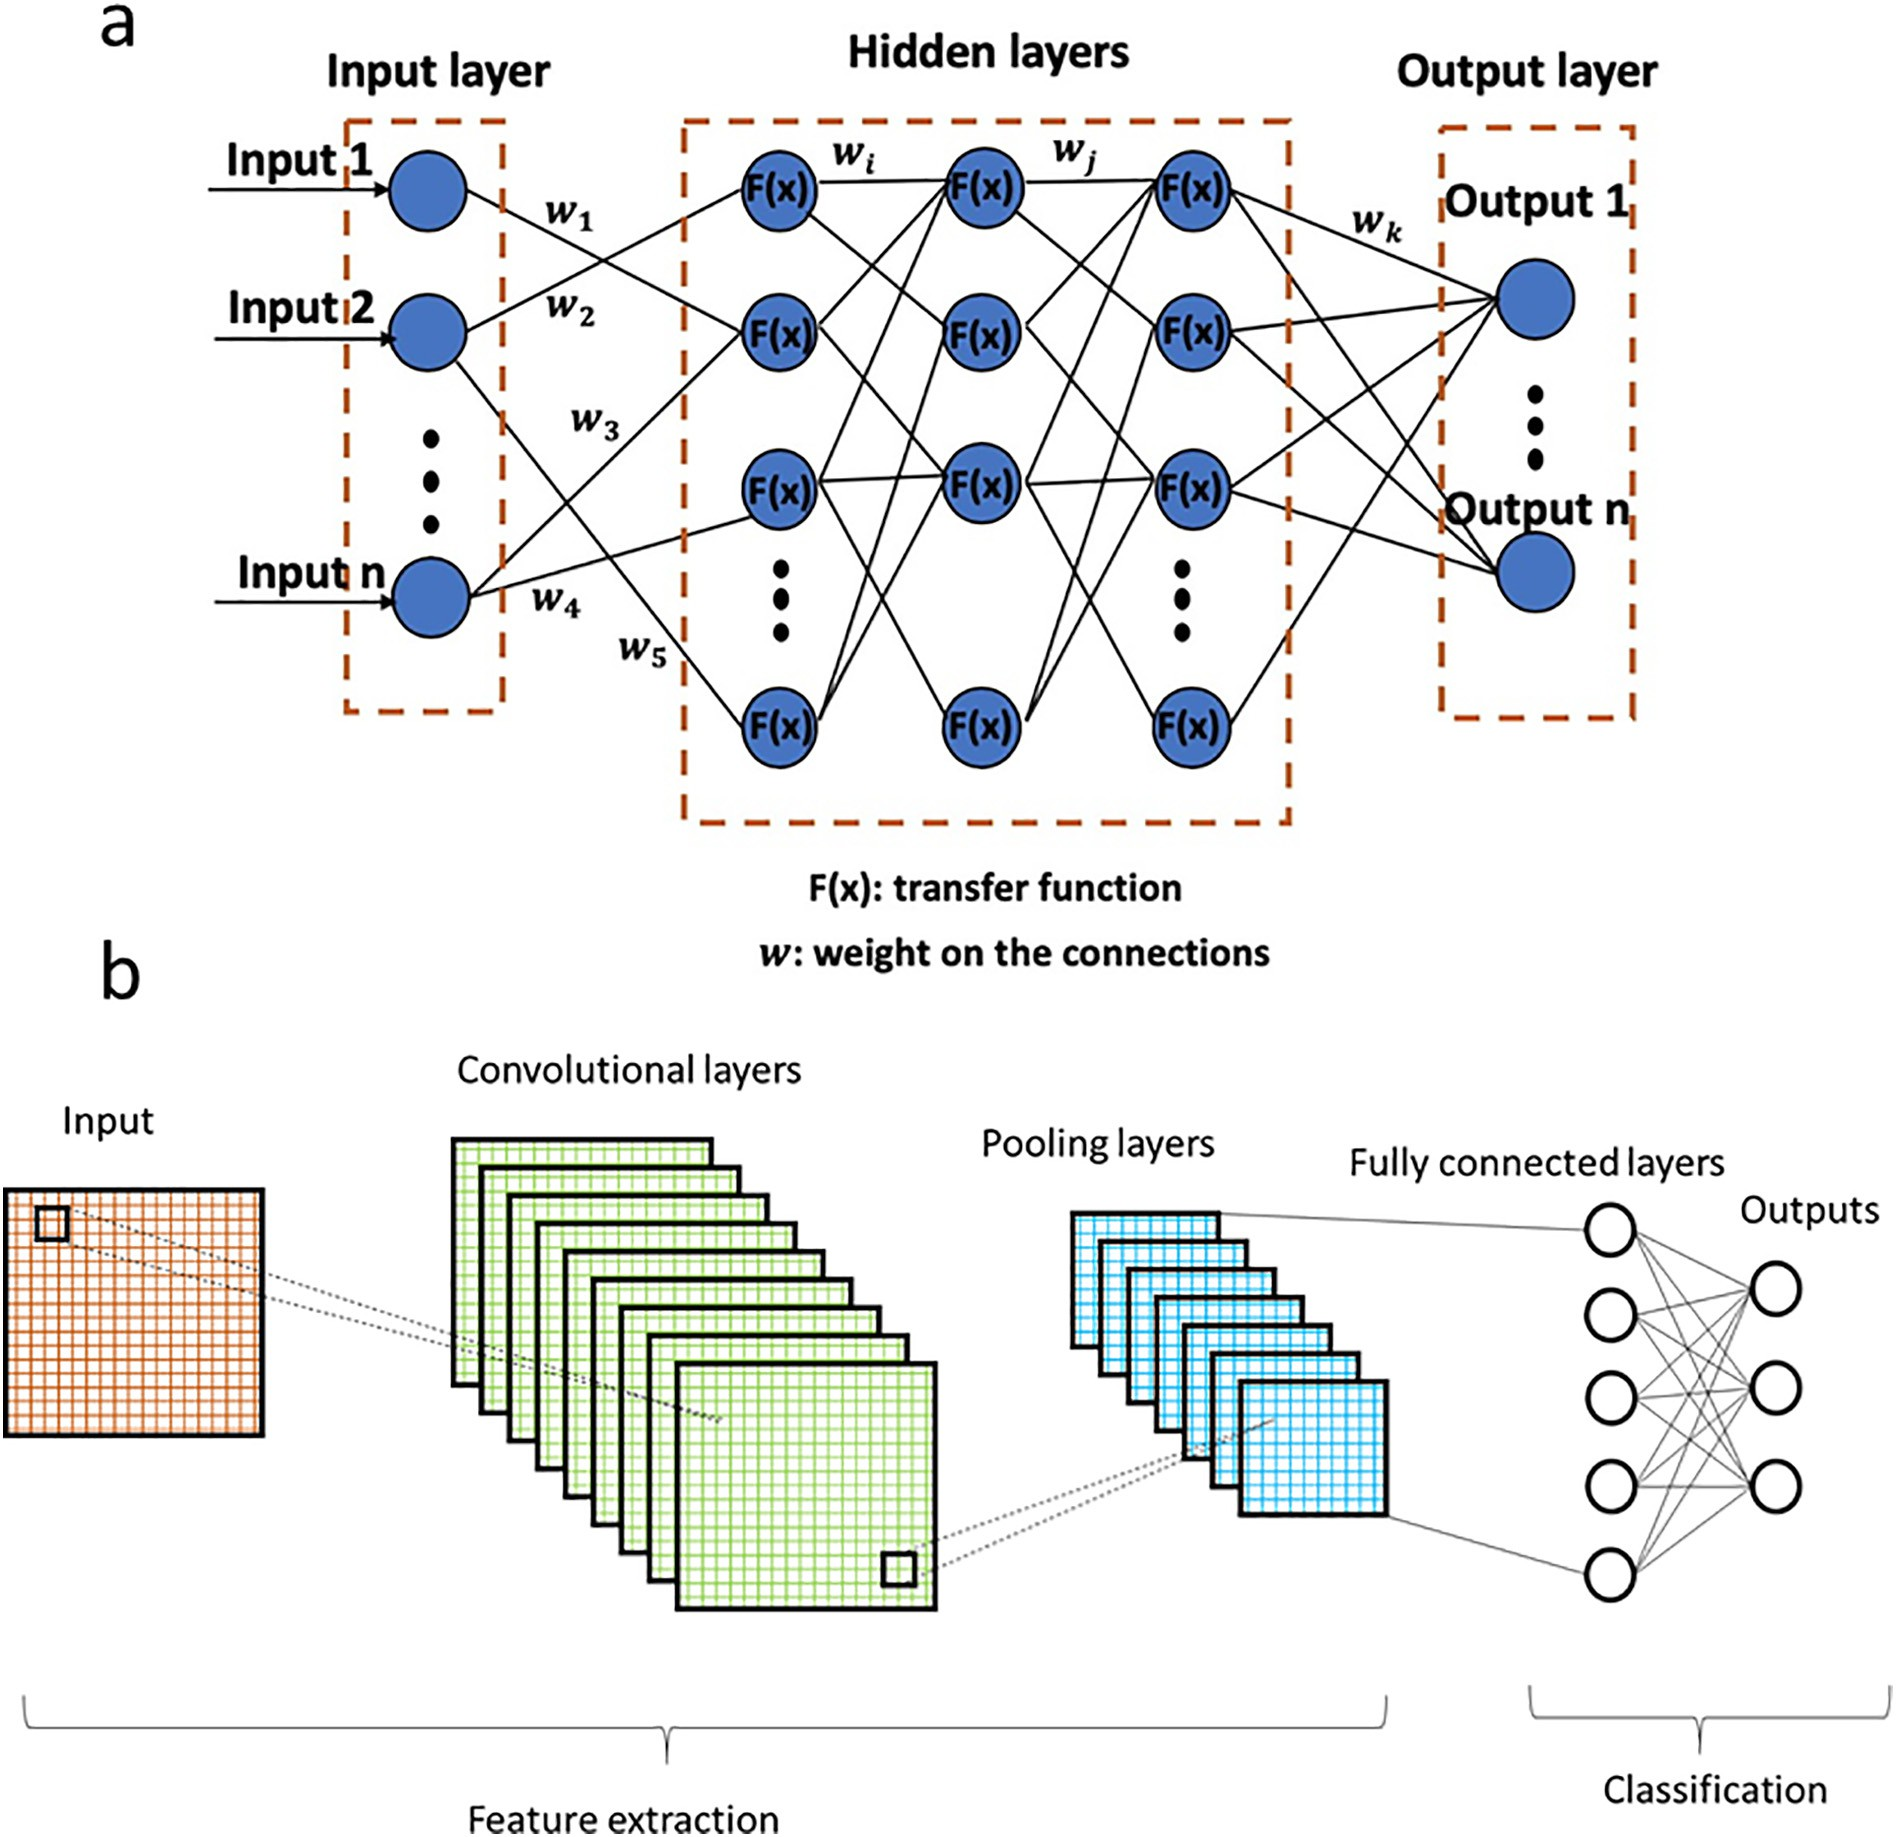 a
Input layer
Hidden layers
Output layer
Input 1
Input 2
Input n
w1
w2
w3
w4
w5
wi
wj
wk
F(x) F(x) F(x)
F(x) F(x) F(x)
F(x) F(x) F(x)
F(x) F(x) F(x)
Output 1
Output n
F(x): transfer function
w: weight on the connections
b
Input
Convolutional layers
Pooling layers
Fully connected layers
Outputs
Feature extraction
Classification